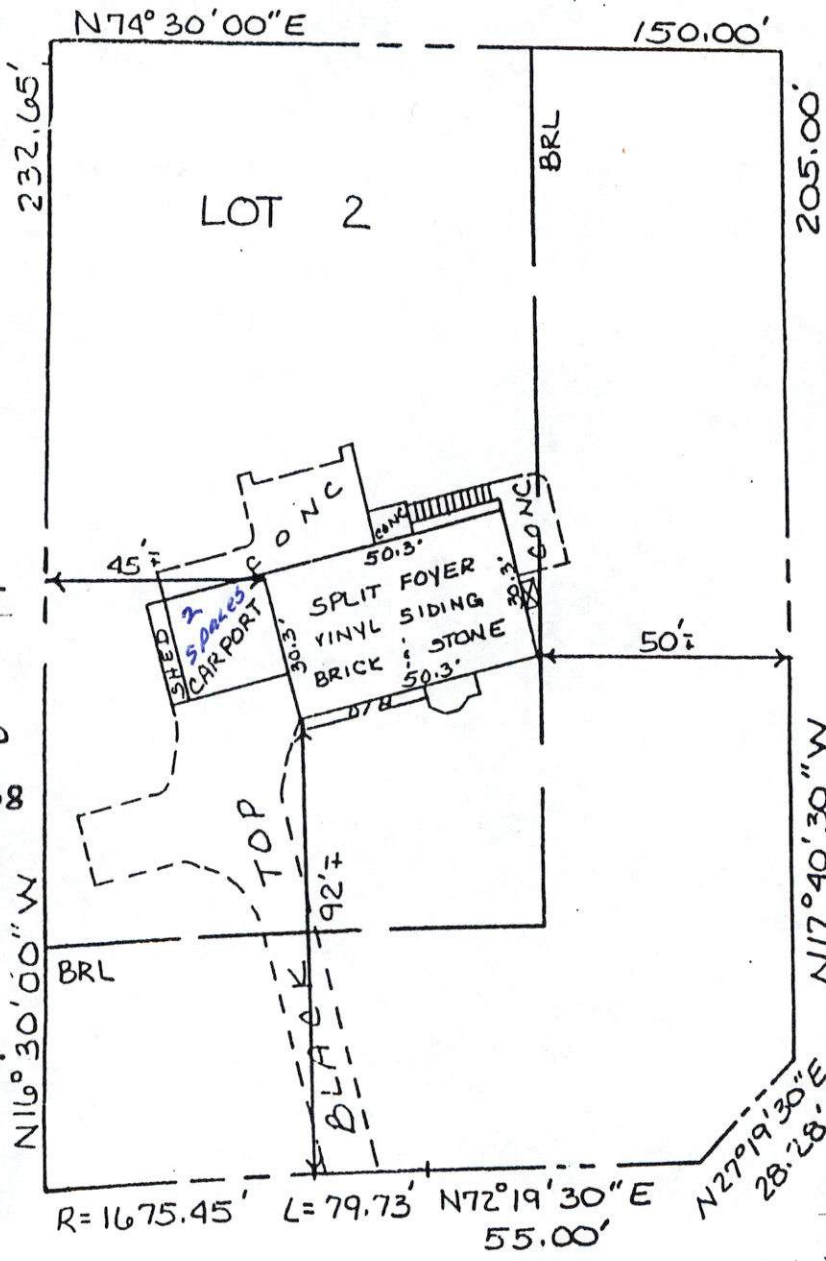 N74°30'00"E
150.00'
232.65'
205.00'
BRL
LOT 2
CONC
CONC
CONC
45'±
50.3'
SPLIT FOYER
VINYL SIDING
BRICK & STONE
50.3'
30.3'
30.3'
2
SPACES
CARPORT
SHED
50'±
TOP
BLACK
92'±
BRL
N16°30'00"W
N17°40'30"W
N27°19'30"E
28.28'
R=1675.45' L=79.73' N72°19'30"E
55.00'